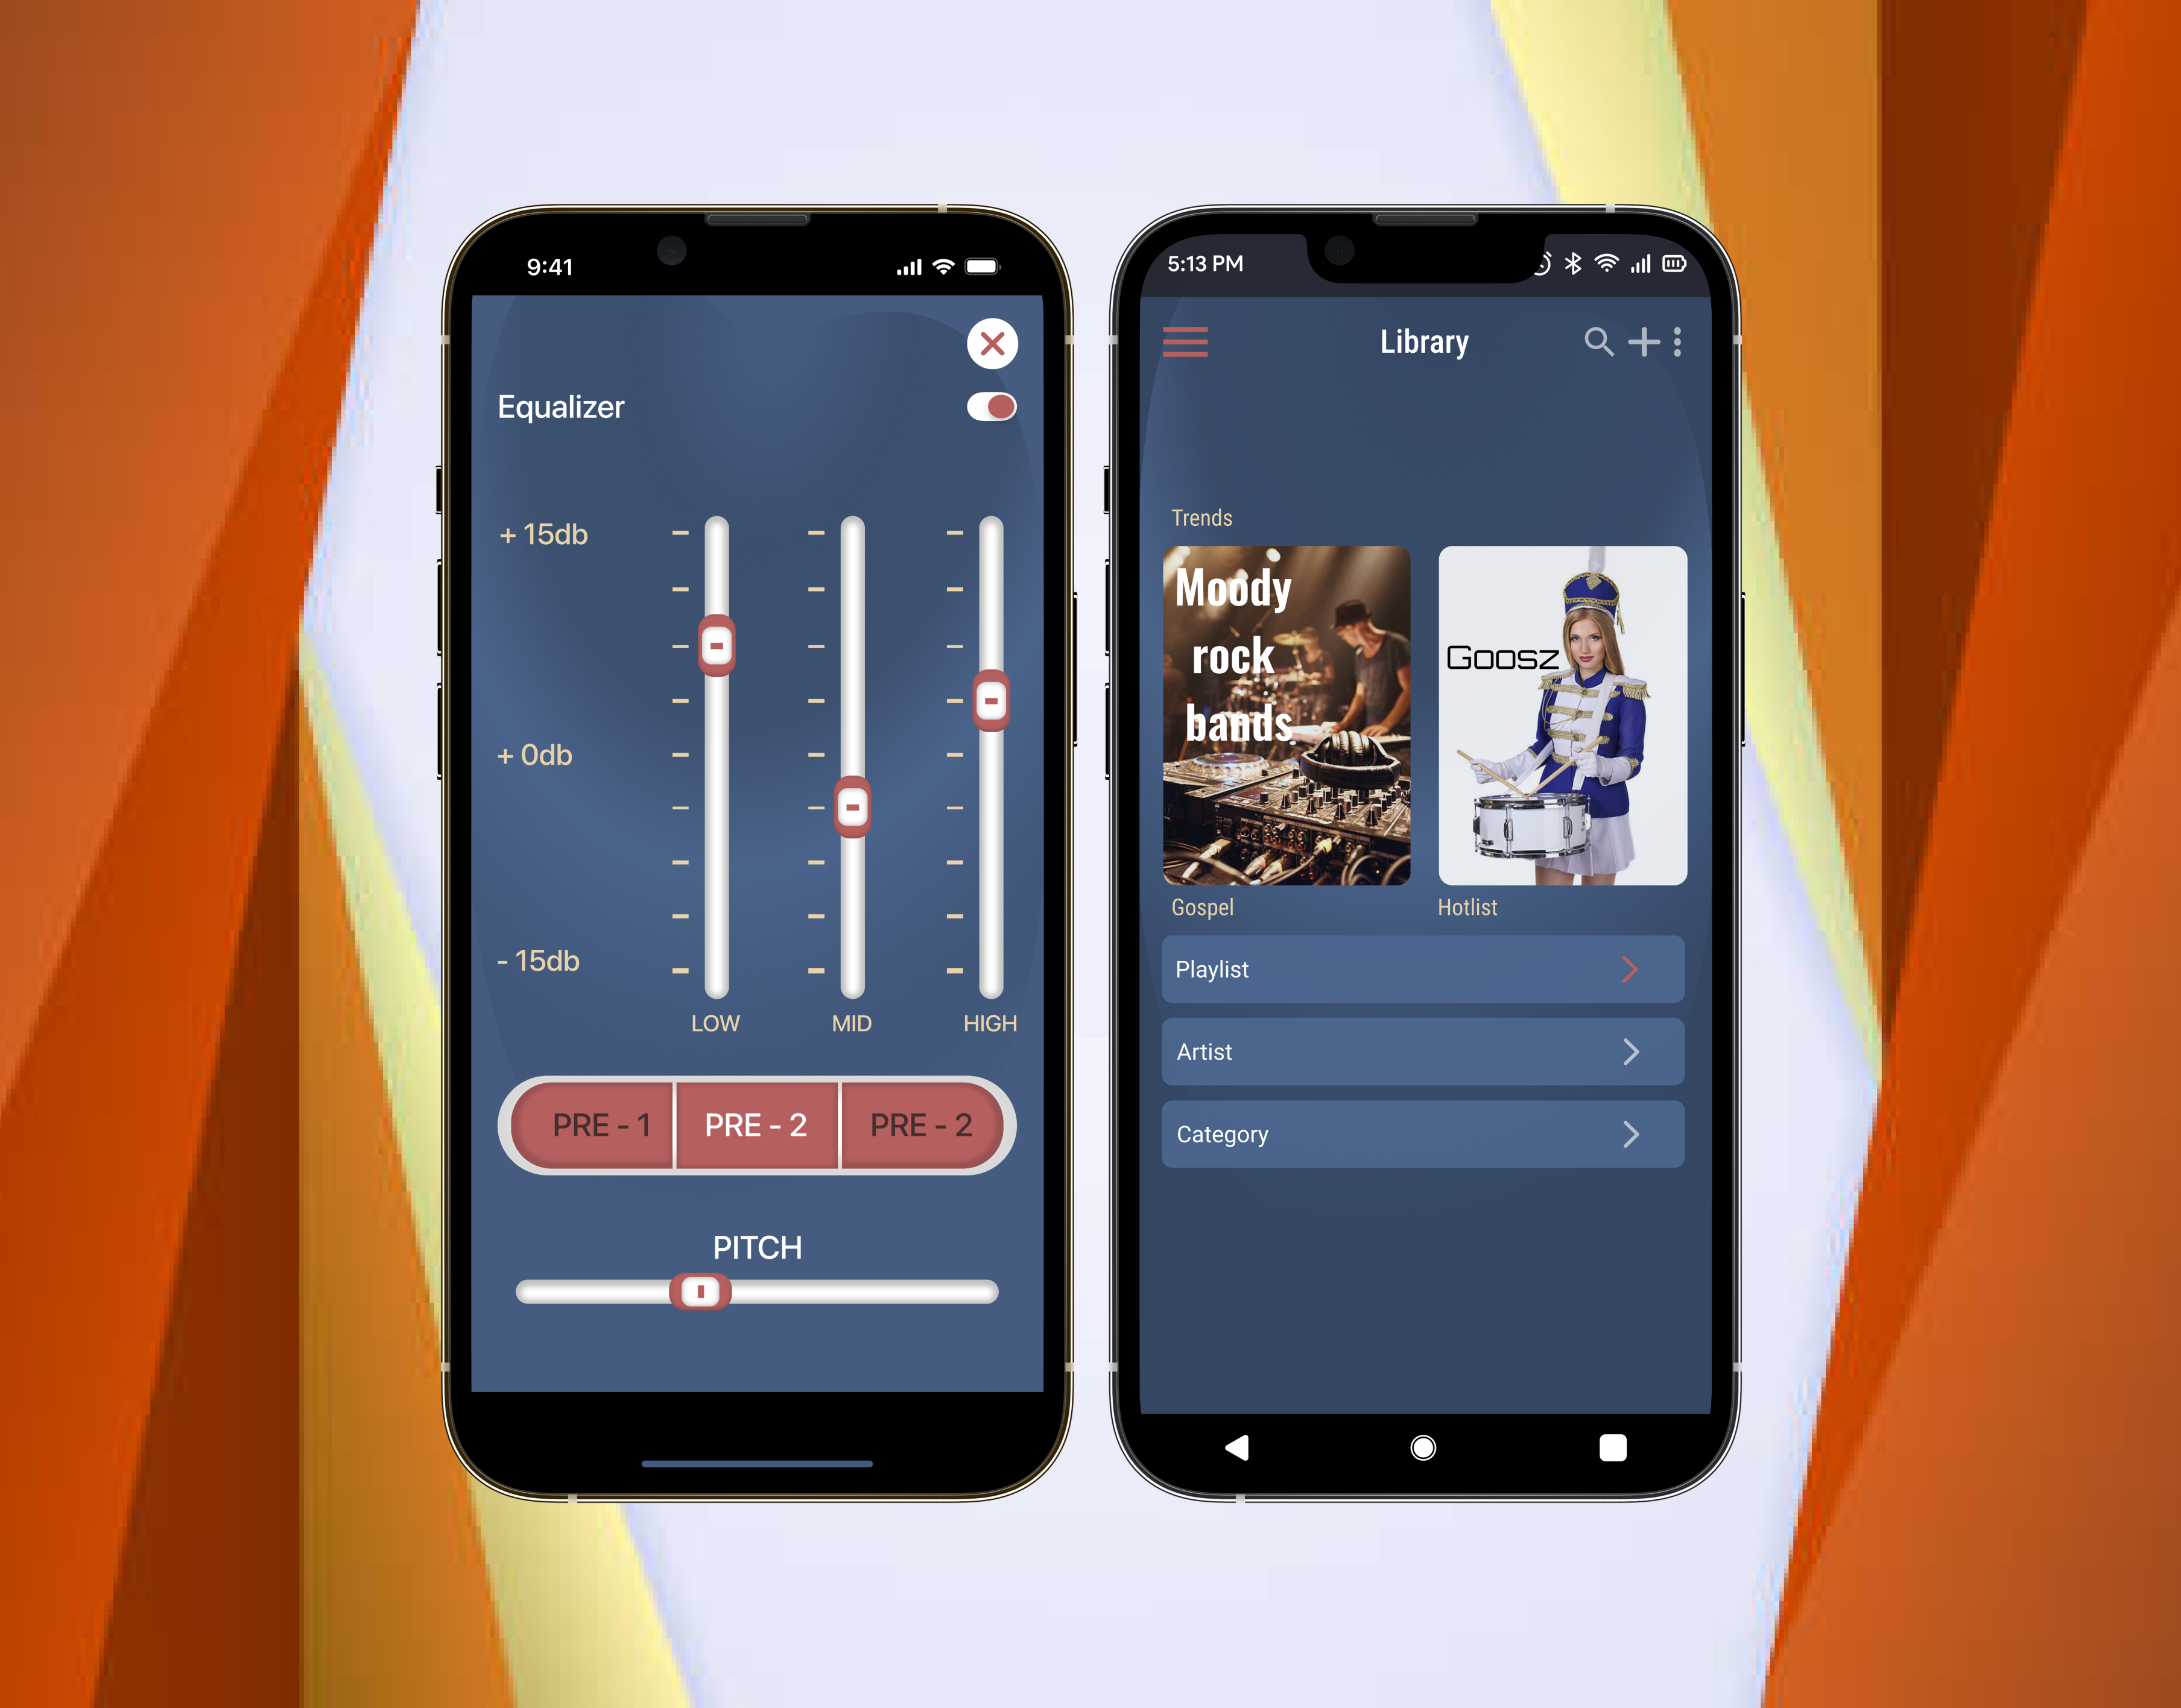 9:41
Equalizer
+ 15db
+ 0db
- 15db
LOW MID HIGH
PRE - 1 PRE - 2 PRE - 2
PITCH
5:13 PM
Library
Trends
Moody
rock
bands
GOOSZ
Gospel Hotlist
Playlist
Artist
Category